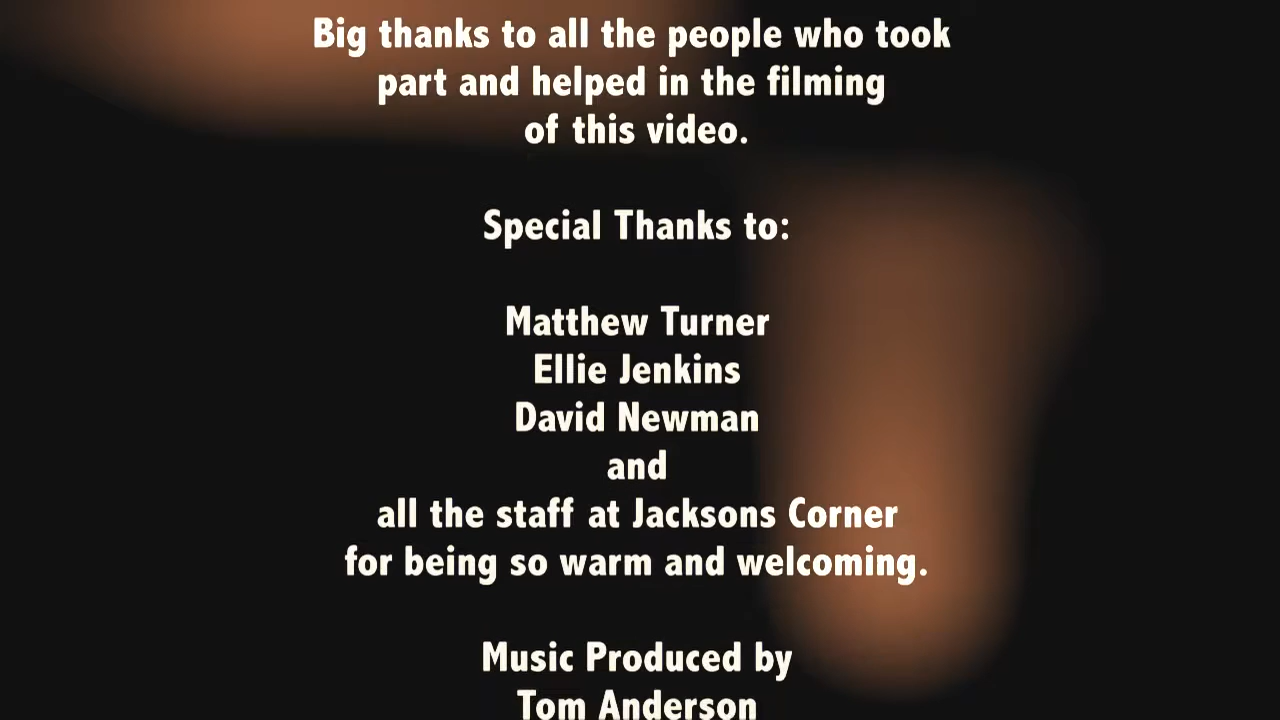 Big thanks to all the people who took
part and helped in the filming
of this video.
Special Thanks to:
Matthew Turner
Ellie Jenkins
David Newman
and
all the staff at Jacksons Corner
for being so warm and welcoming.
Music Produced by
Tom Anderson